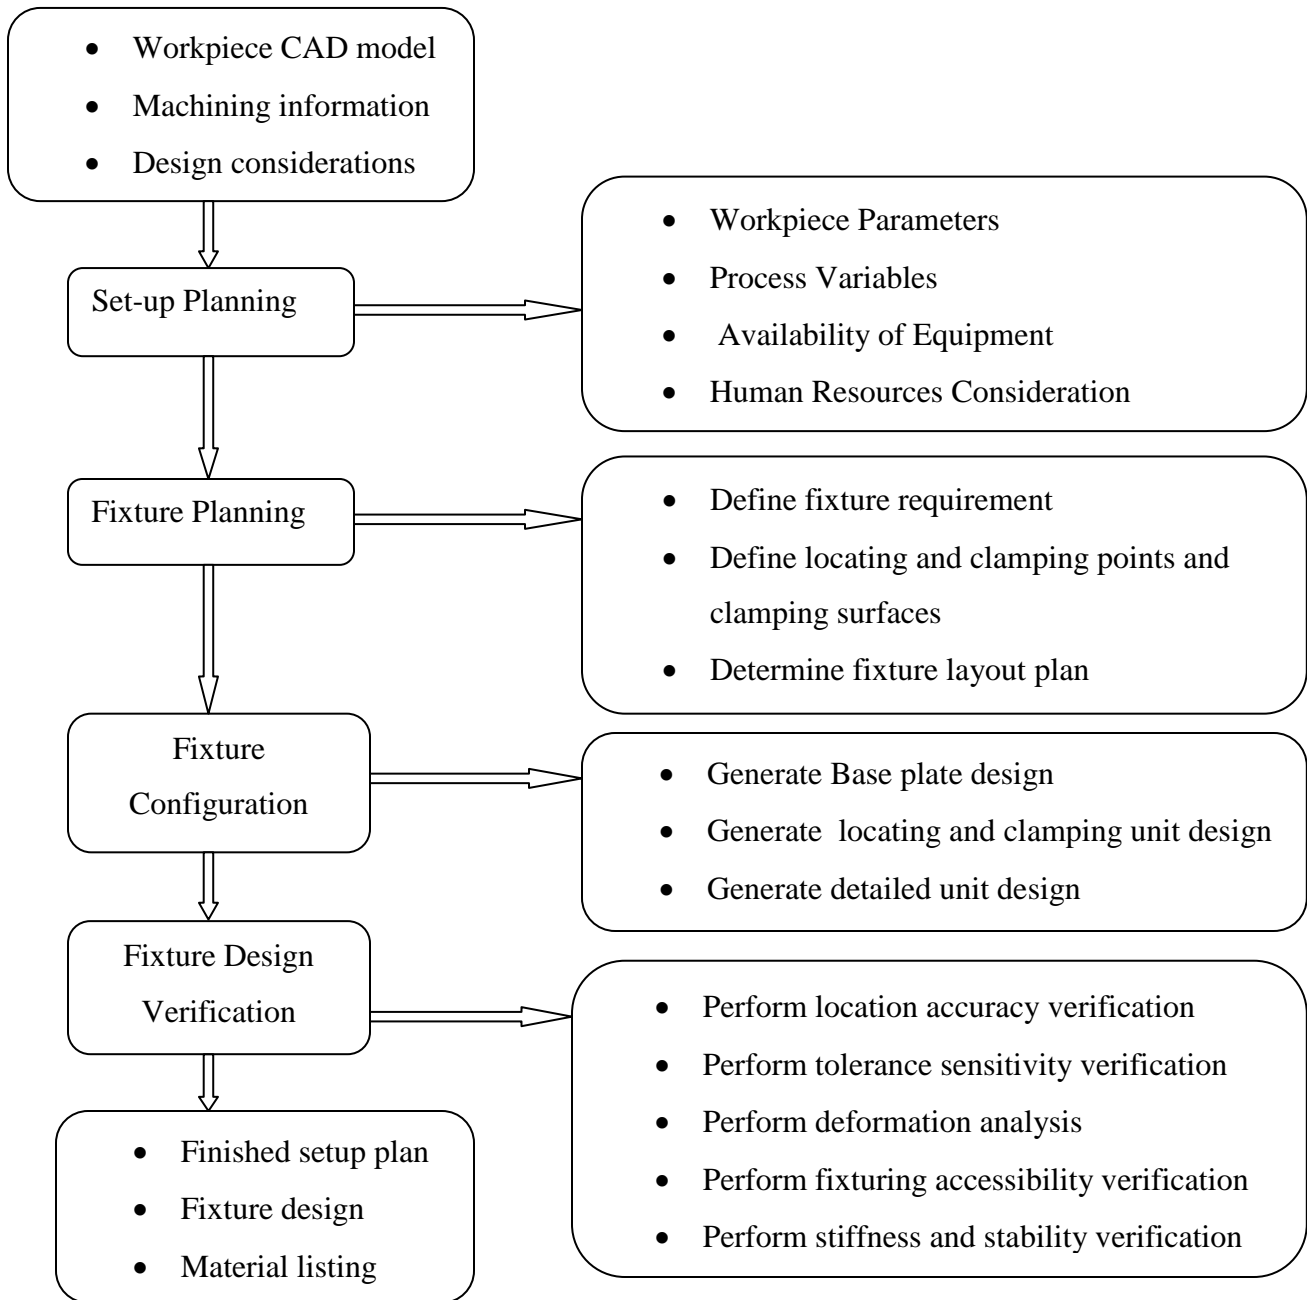 • Workpiece CAD model
• Machining information
• Design considerations
Set-up Planning
• Workpiece Parameters
• Process Variables
• Availability of Equipment
• Human Resources Consideration
Fixture Planning
• Define fixture requirement
• Define locating and clamping points and
clamping surfaces
• Determine fixture layout plan
Fixture
Configuration
• Generate Base plate design
• Generate locating and clamping unit design
• Generate detailed unit design
Fixture Design
Verification
• Perform location accuracy verification
• Perform tolerance sensitivity verification
• Perform deformation analysis
• Perform fixturing accessibility verification
• Perform stiffness and stability verification
• Finished setup plan
• Fixture design
• Material listing